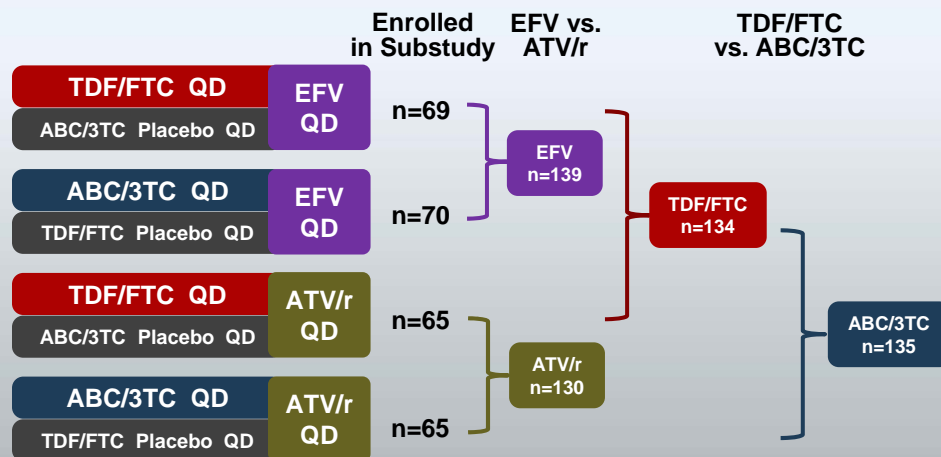 Enrolled
in Substudy
EFV vs.
ATV/r
TDF/FTC
vs. ABC/3TC
TDF/FTC QD
ABC/3TC Placebo QD
EFV
QD
n=69
ABC/3TC QD
TDF/FTC Placebo QD
EFV
QD
n=70
TDF/FTC QD
ABC/3TC Placebo QD
ATV/r
QD
n=65
ABC/3TC QD
TDF/FTC Placebo QD
ATV/r
QD
n=65
EFV
n=139
ATV/r
n=130
TDF/FTC
n=134
ABC/3TC
n=135